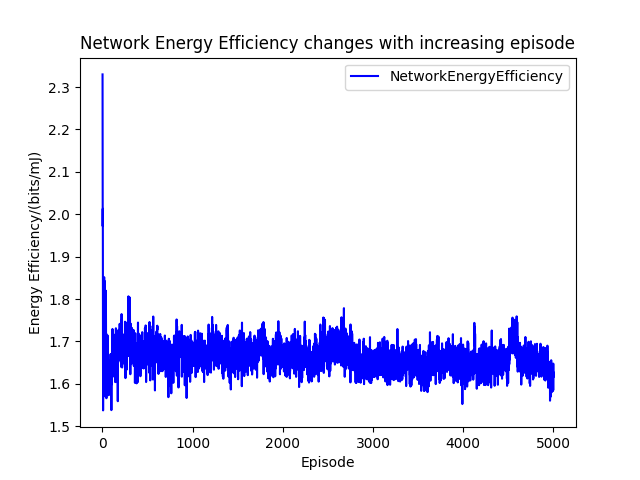 Network Energy Efficiency changes with increasing episode
NetworkEnergyEfficiency
Energy Efficiency/(bits/mJ)
2.3
2.2
2.1
2.0
1.9
1.8
1.7
1.6
1.5
0 1000 2000 3000 4000 5000
Episode